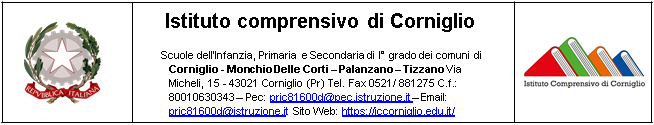 Istituto comprensivo di Corniglio
Scuole dell'Infanzia, Primaria e Secondaria di I° grado dei comuni di
Corniglio - Monchio Delle Corti – Palanzano – Tizzano Via
Micheli, 15 - 43021 Corniglio (Pr) Tel. Fax 0521/ 881275 C.f.:
80010630343 – Pec: pric81600d@pec.istruzione.it – Email:
pric81600d@istruzione.it Sito Web: https://iccorniglio.edu.it/
REPVBBLICA ITALIANA
Istituto Comprensivo di Corniglio